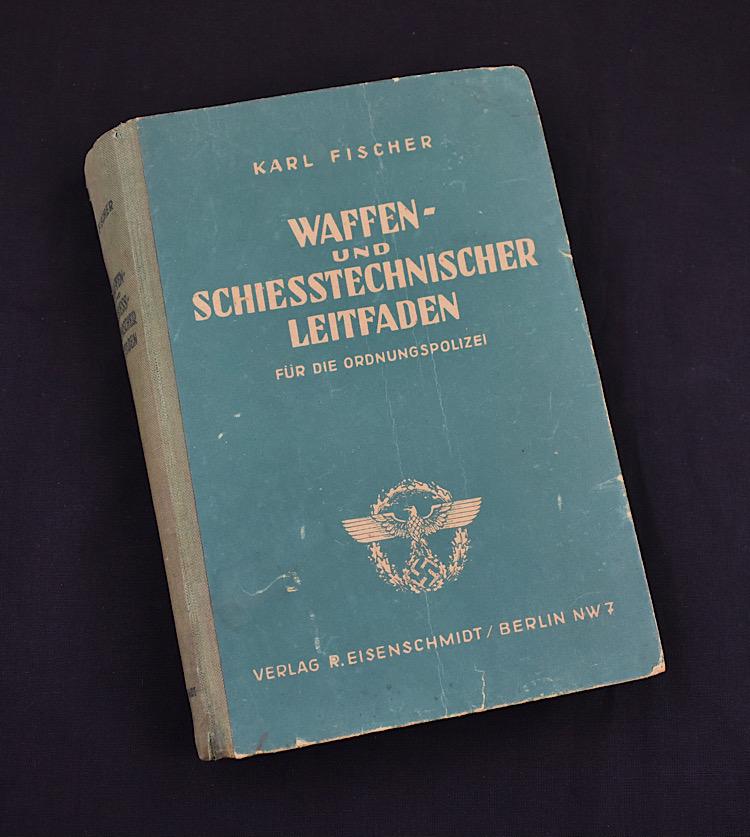 KARL FISCHER
WAFFEN-
UND
SCHIESSTECHNISCHER
LEITFADEN
FÜR DIE ORDNUNGSPOLIZEI
VERLAG R. EISENSCHMIDT / BERLIN NW 7